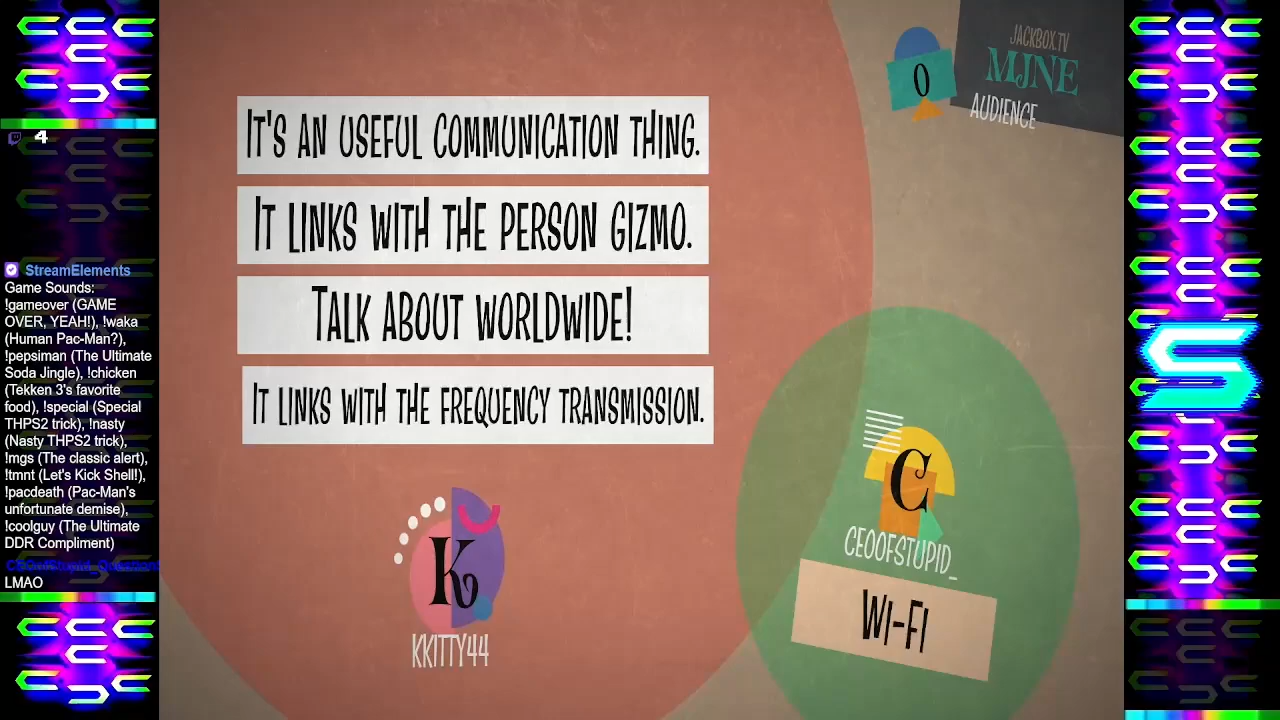 4
StreamElements
Game Sounds:
!gameover (GAME
OVER, YEAH!), !waka
(Human Pac-Man?),
!pepsiman (The Ultimate
Soda Jingle), !chicken
(Tekken 3's favorite
food), !special (Special
THPS2 trick), !nasty
(Nasty THPS2 trick),
!mgs (The classic alert),
!tmnt (Let's Kick Shell!),
!pacdeath (Pac-Man's
unfortunate demise),
!coolguy (The Ultimate
DDR Compliment)
LMAO
IT'S AN USEFUL COMMUNICATION THING.
IT LINKS WITH THE PERSON GIZMO.
TALK ABOUT WORLDWIDE!
IT LINKS WITH THE FREQUENCY TRANSMISSION.
K
KKITTY44
0
JACKBOX.TV
MJNE
AUDIENCE
C
CEOOFSTUPID_
WI-FI
S